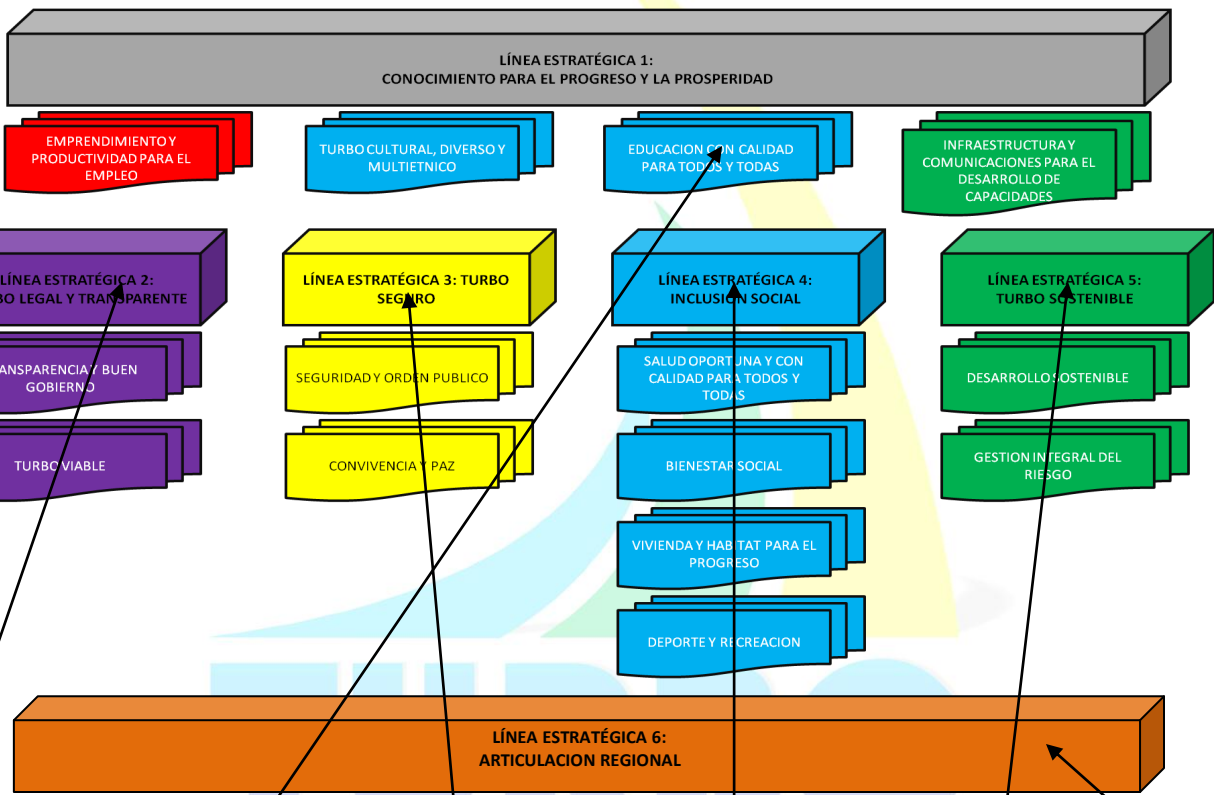 LÍNEA ESTRATÉGICA 1:
CONOCIMIENTO PARA EL PROGRESO Y LA PROSPERIDAD
EMPRENDIMIENTO Y
PRODUCTIVIDAD PARA EL
EMPLEO
TURBO CULTURAL, DIVERSO Y
MULTIETNICO
EDUCACION CON CALIDAD
PARA TODOS Y TODAS
INFRAESTRUCTURA Y
COMUNICACIONES PARA EL
DESARROLLO DE
CAPACIDADES
LÍNEA ESTRATÉGICA 2:
LEGAL Y TRANSPARENTE
Y BUEN
GOBIERNO
TURBO VIABLE
LÍNEA ESTRATÉGICA 3: TURBO
SEGURO
SEGURIDAD Y ORDEN PUBLICO
CONVIVENCIA Y PAZ
LÍNEA ESTRATÉGICA 4:
INCLUSIÓN SOCIAL
SALUD OPORTUNA Y CON
CALIDAD PARA TODOS Y
TODAS
BIENESTAR SOCIAL
VIVIENDA Y HABITAT PARA EL
PROGRESO
DEPORTE Y RECREACION
LÍNEA ESTRATÉGICA 5:
TURBO SOSTENIBLE
DESARROLLO SOSTENIBLE
GESTION INTEGRAL DEL
RIESGO
LÍNEA ESTRATÉGICA 6:
ARTICULACION REGIONAL